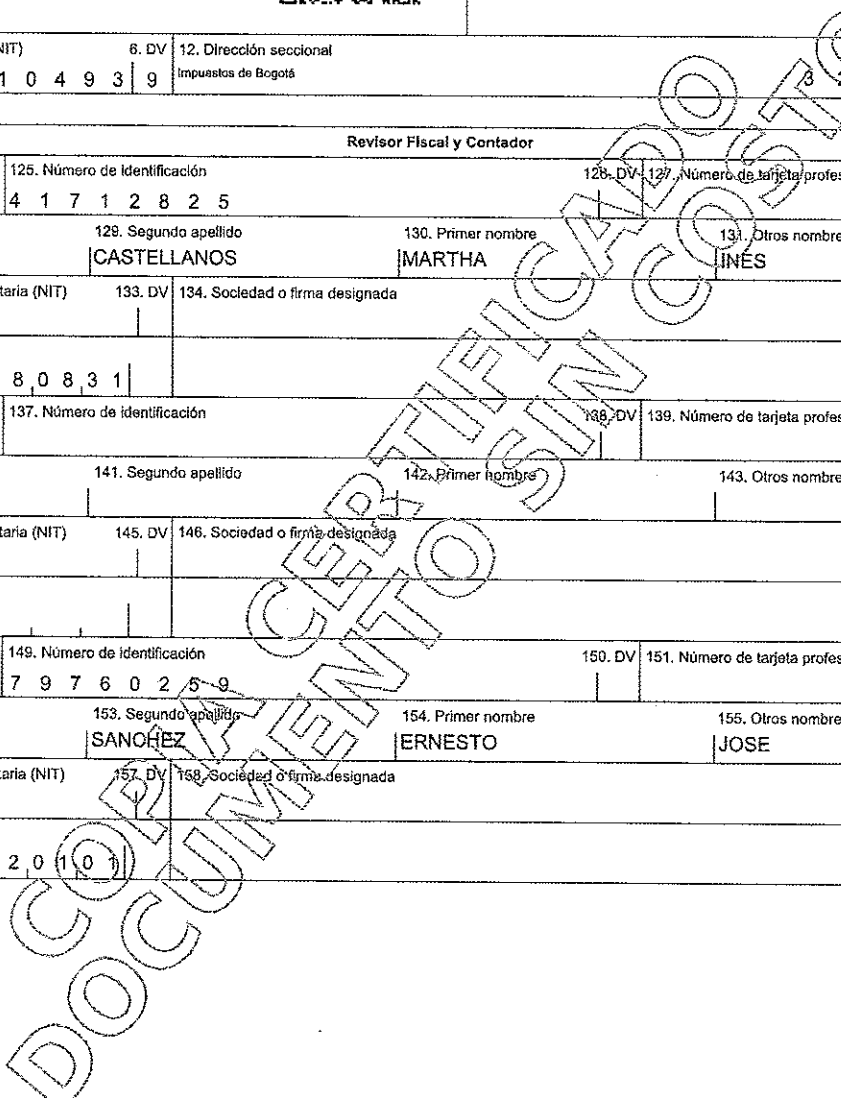 NIT) 6. DV 12. Dirección seccional
1 0 4 9 3 9 Impuestos de Bogotá 3
Revisor Fiscal y Contador
125. Número de identificación 126. DV 127. Número de tarjeta profes
4 1 7 1 2 8 2 5
129. Segundo apellido 130. Primer nombre 131. Otros nombre
CASTELLANOS MARTHA INES
taria (NIT) 133. DV 134. Sociedad o firma designada
8 0 8 3 1
137. Número de identificación 138. DV 139. Número de tarjeta profes
141. Segundo apellido 142. Primer nombre 143. Otros nombre
taria (NIT) 145. DV 146. Sociedad o firma designada
149. Número de identificación 150. DV 151. Número de tarjeta profes
7 9 7 6 0 2 5 9
153. Segundo apellido 154. Primer nombre 155. Otros nombre
SANCHEZ ERNESTO JOSE
taria (NIT) 157. DV 158. Sociedad o firma designada
2 0 1 0 1
COPIA CERTIFICADO
DOCUMENTO SIN COSTO